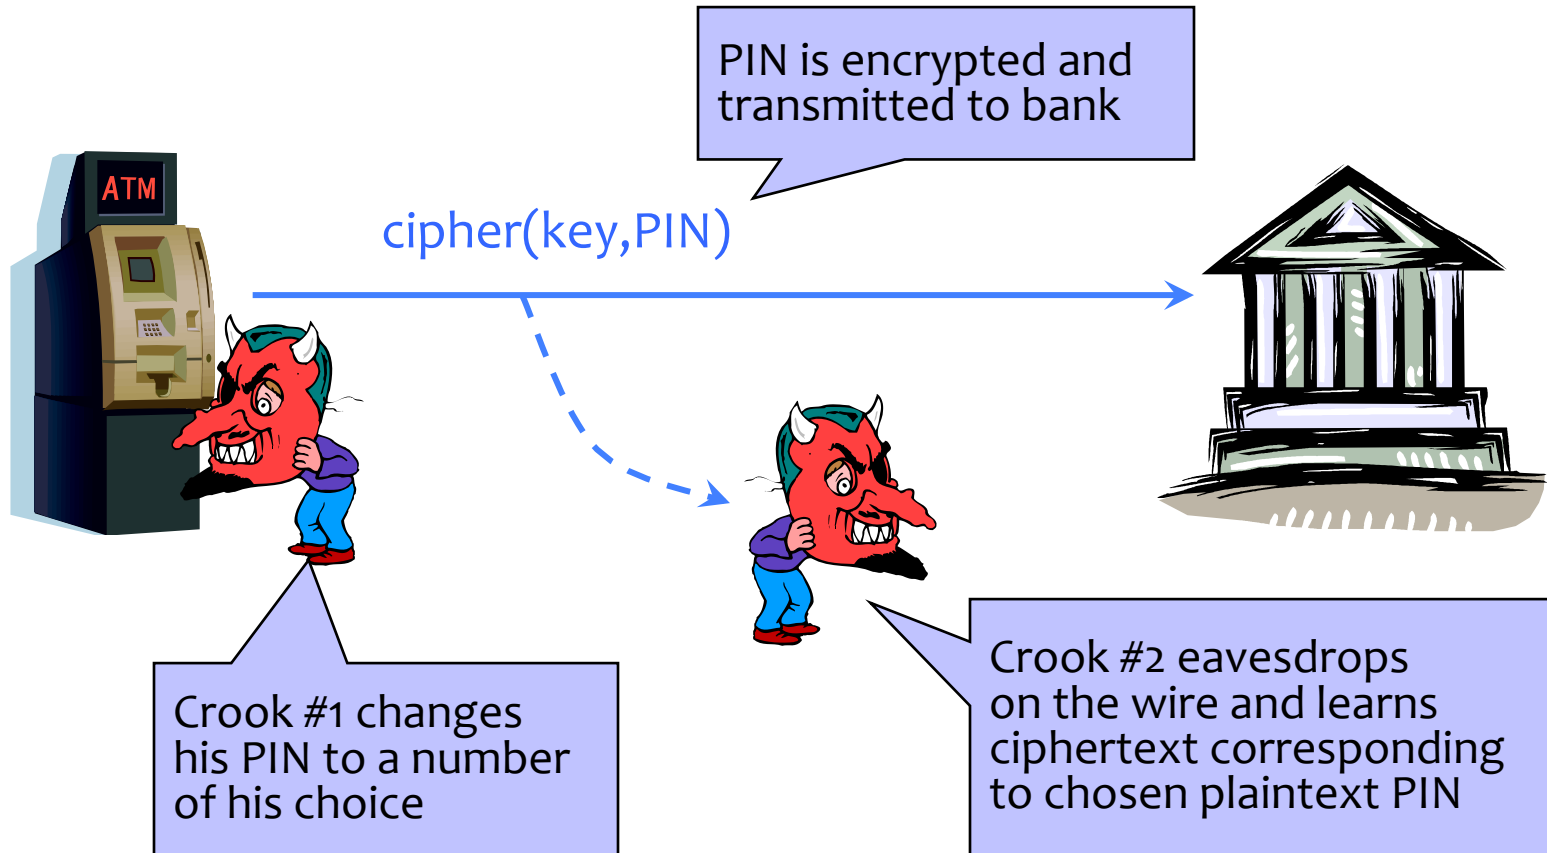 PIN is encrypted and
transmitted to bank
ATM
cipher(key,PIN)
Crook #1 changes
his PIN to a number
of his choice
Crook #2 eavesdrops
on the wire and learns
ciphertext corresponding
to chosen plaintext PIN